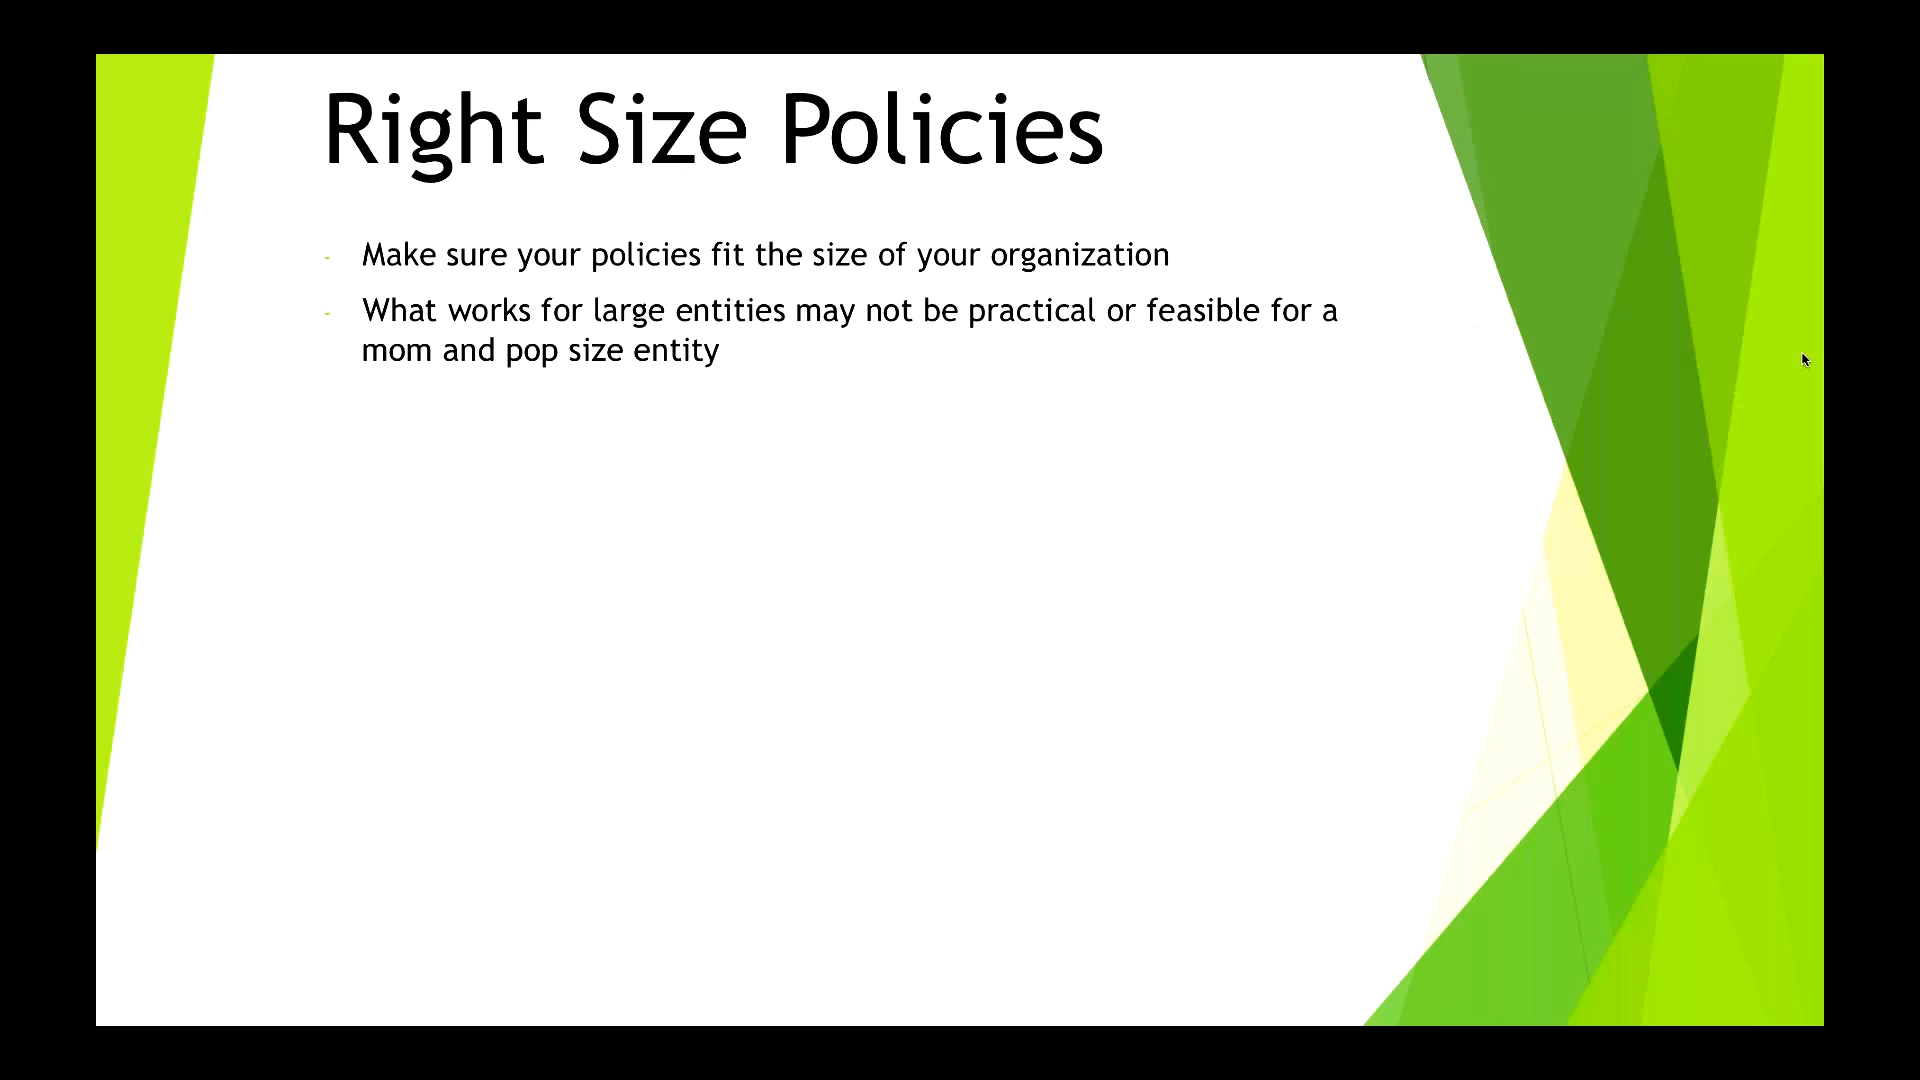 Right Size Policies
- Make sure your policies fit the size of your organization
- What works for large entities may not be practical or feasible for a
mom and pop size entity